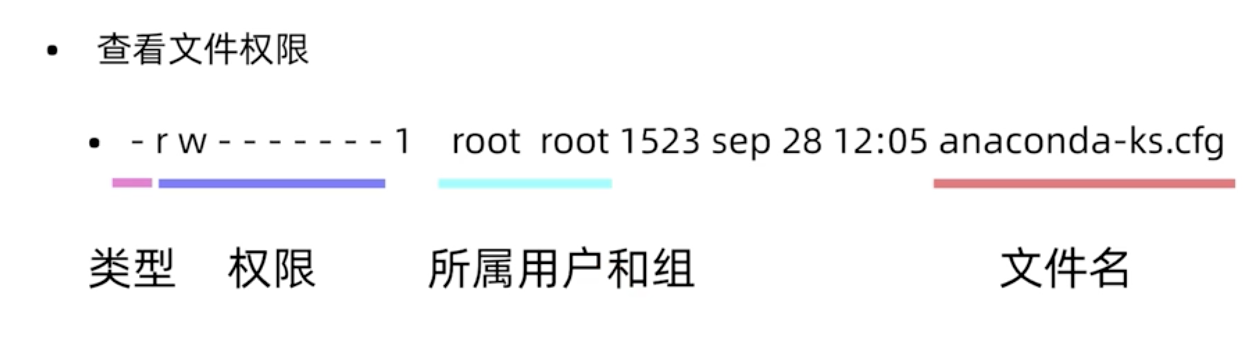 • 查看文件权限
• - r w - - - - - - - 1 root root 1523 sep 28 12:05 anaconda-ks.cfg
类型 权限 所属用户和组 文件名